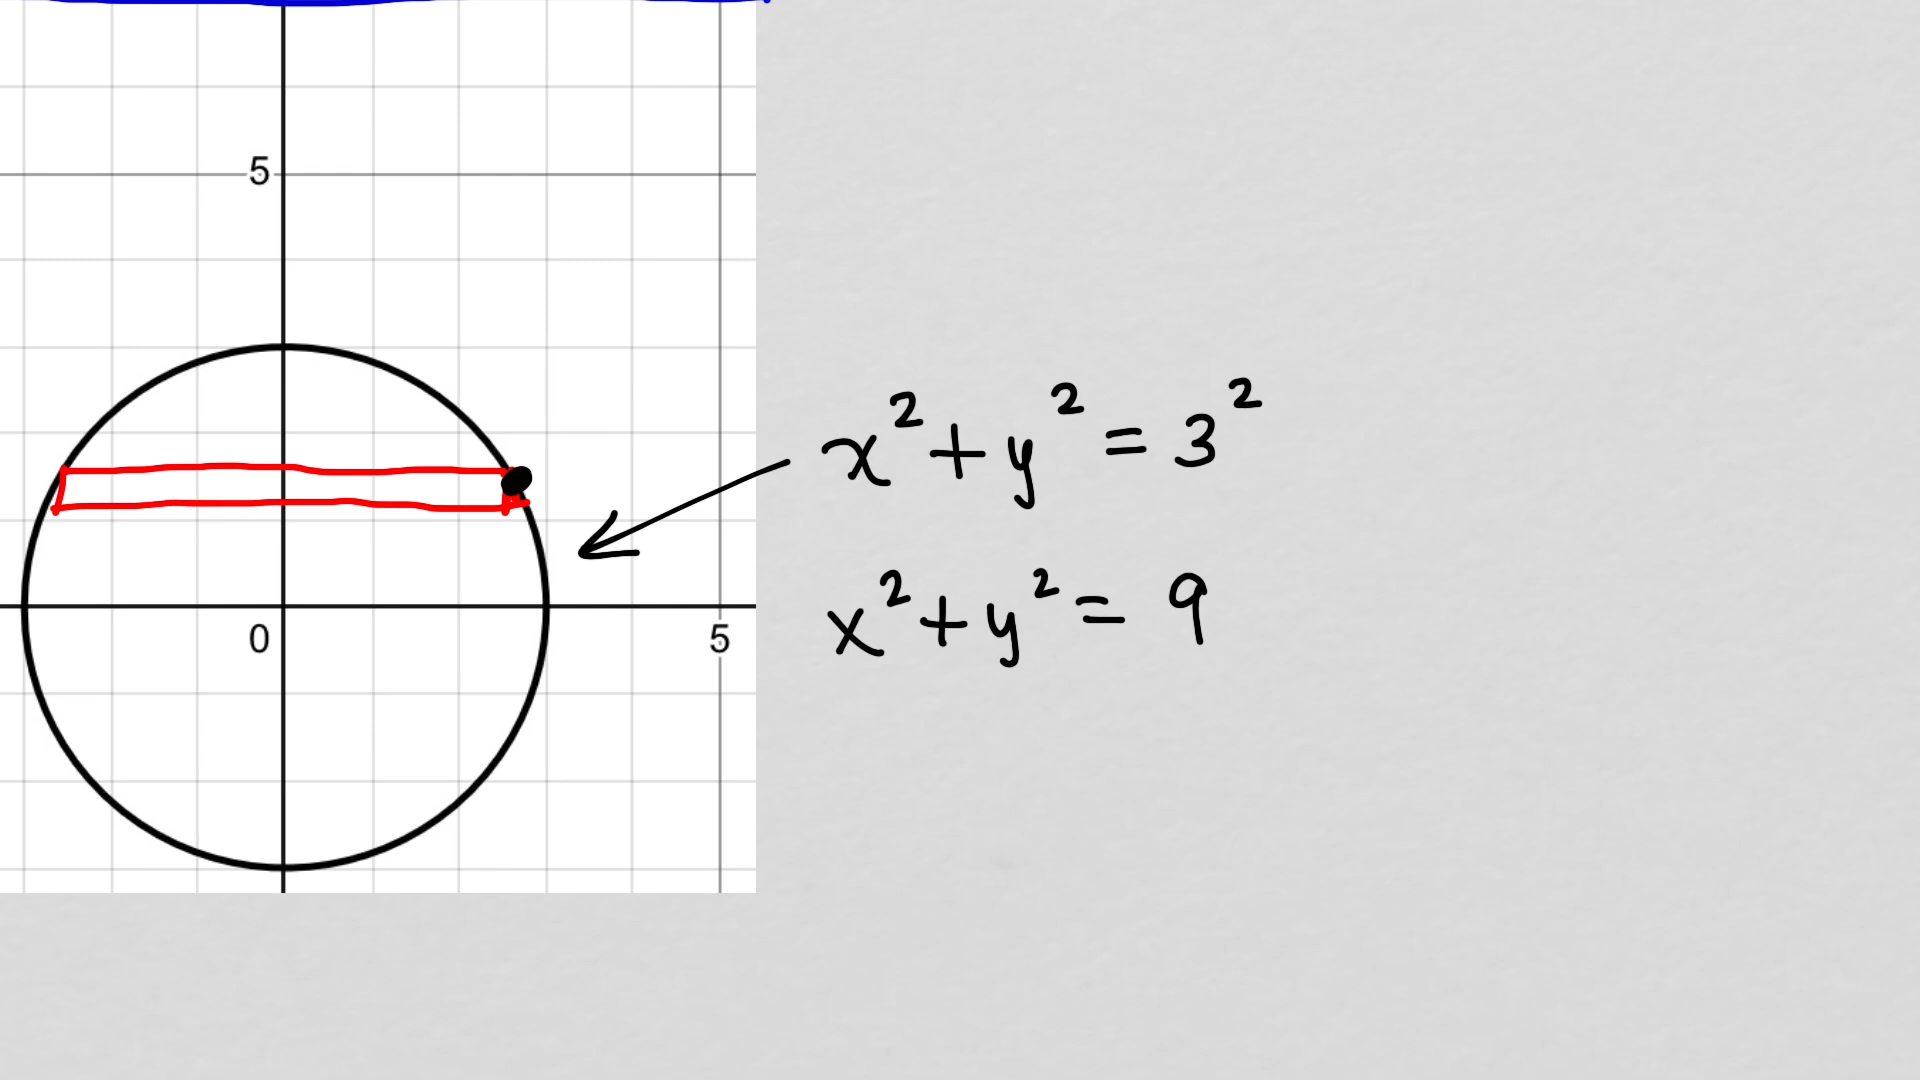 5
x² + y² = 3²
x² + y² = 9
0 5